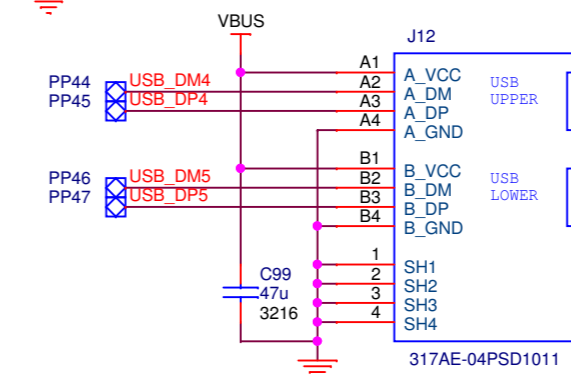 VBUS
J12
PP44
USB_DM4
A1
A_VCC
USB
UPPER
PP45
USB_DP4
A2
A_DM
A3
A_DP
A4
A_GND
PP46
USB_DM5
B1
B_VCC
USB
LOWER
PP47
USB_DP5
B2
B_DM
B3
B_DP
B4
B_GND
C99
47u
3216
1
SH1
2
SH2
3
SH3
4
SH4
317AE-04PSD1011